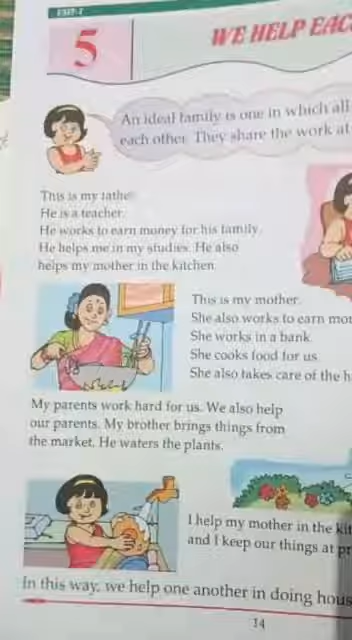 UNIT-1
5
WE HELP EAC
An ideal family is one in which all
each other. They share the work at
This is my fathe
He is a teacher.
He works to earn money for his family.
He helps me in my studies. He also
helps my mother in the kitchen.
This is my mother.
She also works to earn mon
She works in a bank.
She cooks food for us.
She also takes care of the h
My parents work hard for us. We also help
our parents. My brother brings things from
the market. He waters the plants.
I help my mother in the kit
and I keep our things at pr
In this way, we help one another in doing hous
14